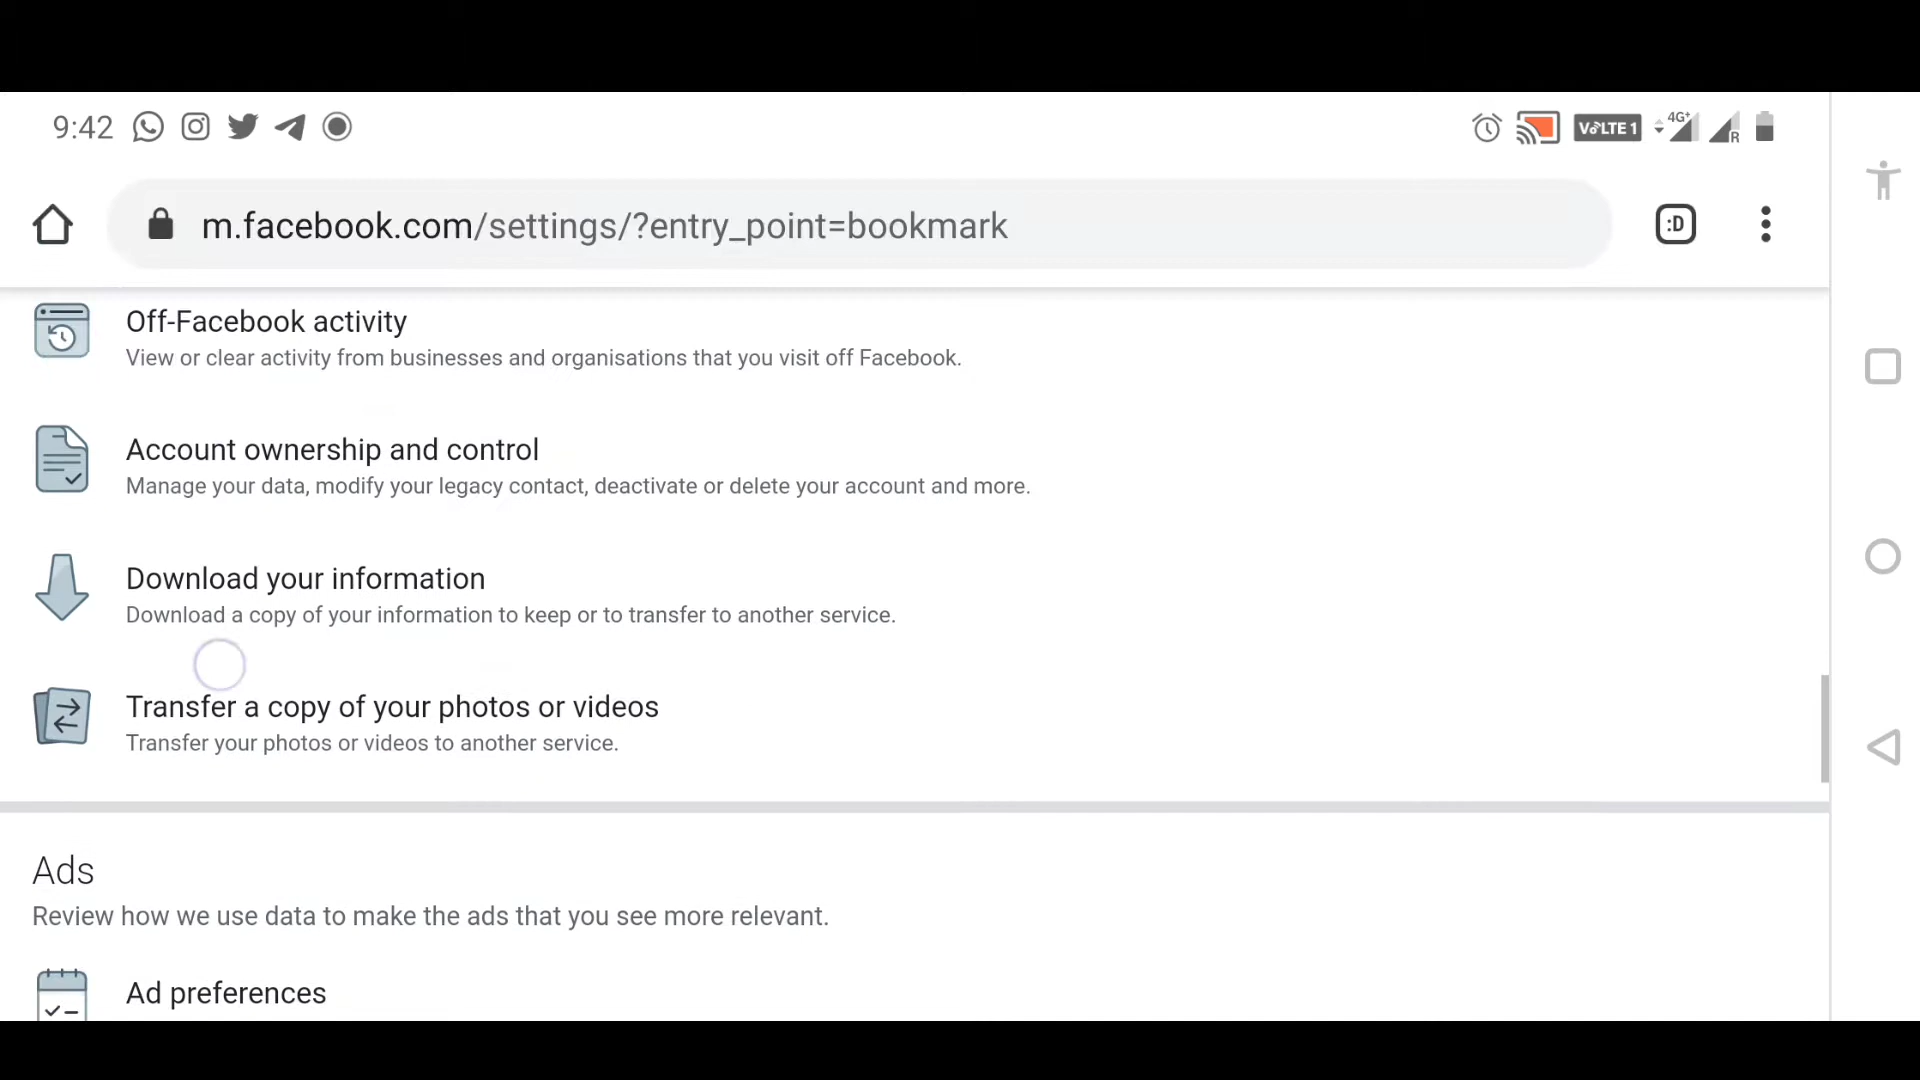 9:42
VoLTE 1
4G+
R
m.facebook.com/settings/?entry_point=bookmark
:D
Off-Facebook activity
View or clear activity from businesses and organisations that you visit off Facebook.
Account ownership and control
Manage your data, modify your legacy contact, deactivate or delete your account and more.
Download your information
Download a copy of your information to keep or to transfer to another service.
Transfer a copy of your photos or videos
Transfer your photos or videos to another service.
Ads
Review how we use data to make the ads that you see more relevant.
Ad preferences